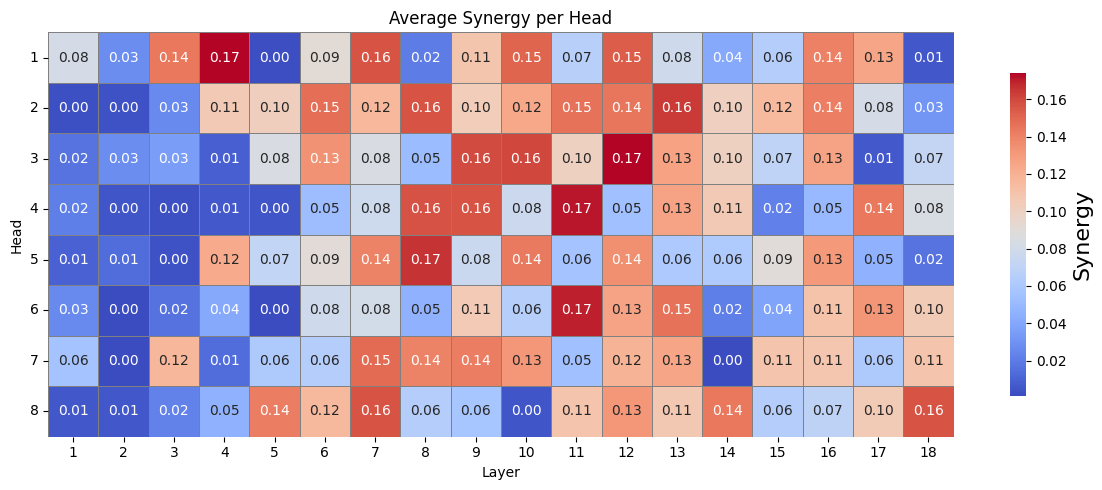 Average Synergy per Head
1 0.08 0.03 0.14 0.17 0.00 0.09 0.16 0.02 0.11 0.15 0.07 0.15 0.08 0.04 0.06 0.14 0.13 0.01
2 0.00 0.00 0.03 0.11 0.10 0.15 0.12 0.16 0.10 0.12 0.15 0.14 0.16 0.10 0.12 0.14 0.08 0.03
3 0.02 0.03 0.03 0.01 0.08 0.13 0.08 0.05 0.16 0.16 0.10 0.17 0.13 0.10 0.07 0.13 0.01 0.07
4 0.02 0.00 0.00 0.01 0.00 0.05 0.08 0.16 0.16 0.08 0.17 0.05 0.13 0.11 0.02 0.05 0.14 0.08
5 0.01 0.01 0.00 0.12 0.07 0.09 0.14 0.17 0.08 0.14 0.06 0.14 0.06 0.06 0.09 0.13 0.05 0.02
6 0.03 0.00 0.02 0.04 0.00 0.08 0.08 0.05 0.11 0.06 0.17 0.13 0.15 0.02 0.04 0.11 0.13 0.10
7 0.06 0.00 0.12 0.01 0.06 0.06 0.15 0.14 0.14 0.13 0.05 0.12 0.13 0.00 0.11 0.11 0.06 0.11
8 0.01 0.01 0.02 0.05 0.14 0.12 0.16 0.06 0.06 0.00 0.11 0.13 0.11 0.14 0.06 0.07 0.10 0.16
1 2 3 4 5 6 7 8 9 10 11 12 13 14 15 16 17 18
Layer
Head
0.16
0.14
0.12
0.10
0.08
0.06
0.04
0.02
Synergy